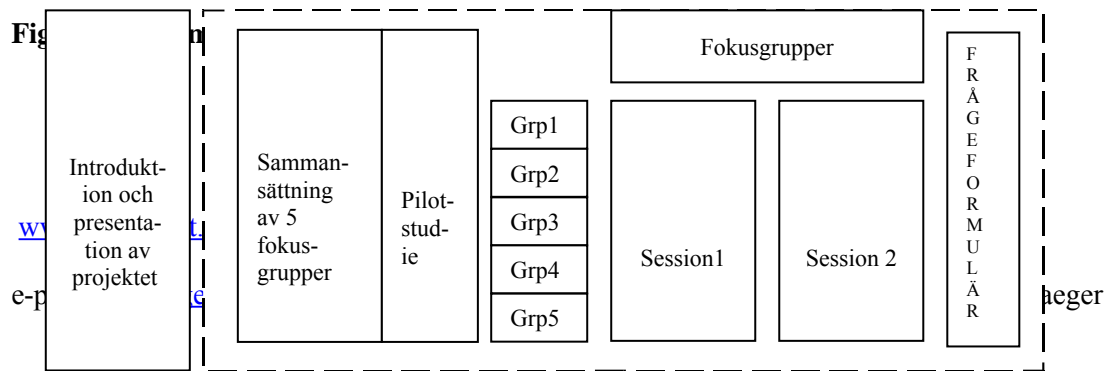 Introdukt-
ion och
presenta-
tion av
projektet
Samman-
sättning
av 5
fokus-
grupper
Pilot-
stud-
ie
Grp1
Grp2
Grp3
Grp4
Grp5
Fokusgrupper
Session1
Session 2
F
R
Å
G
E
F
O
R
M
U
L
Ä
R